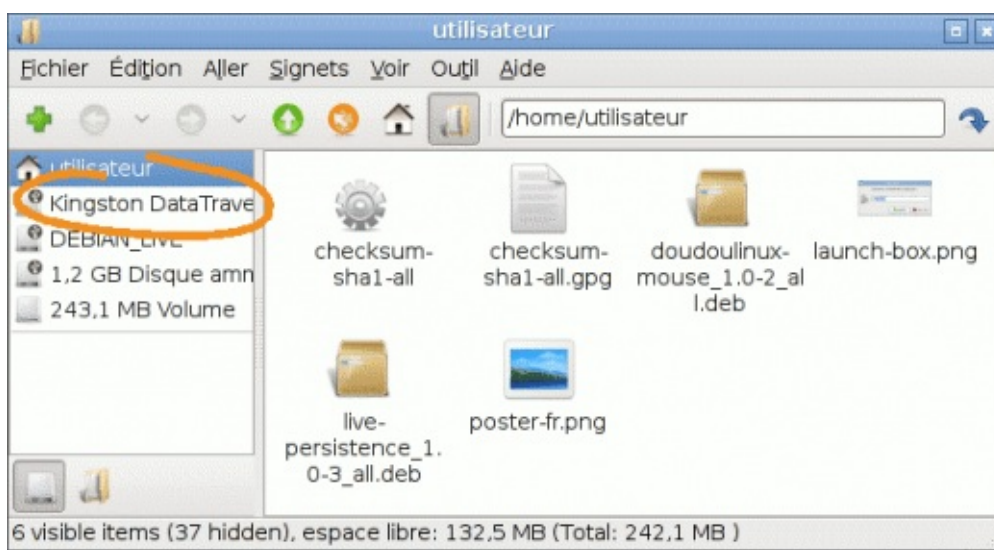 utilisateur
Fichier Édition Aller Signets Voir Outil Aide
/home/utilisateur
utilisateur
Kingston DataTrave
DEBIAN_LIVE
1,2 GB Disque amn
243,1 MB Volume
checksum-
sha1-all
checksum-
sha1-all.gpg
doudoulinux-
mouse_1.0-2_al
l.deb
launch-box.png
live-
persistence_1.
0-3_all.deb
poster-fr.png
6 visible items (37 hidden), espace libre: 132,5 MB (Total: 242,1 MB )